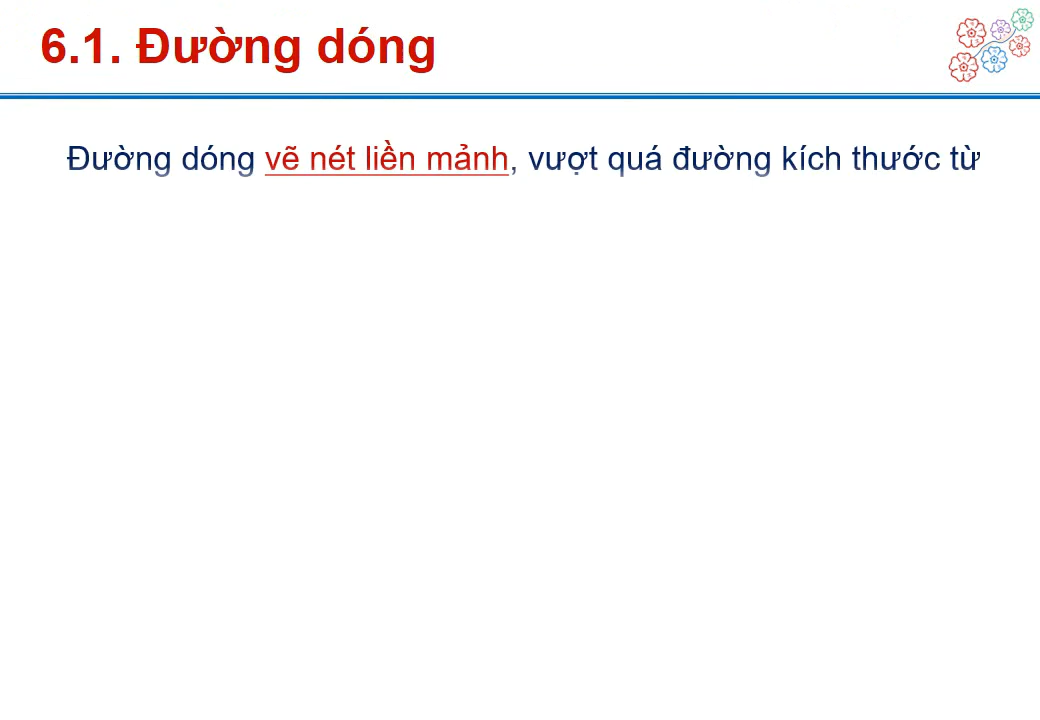 6.1. Đường dóng
Đường dóng vẽ nét liền mảnh, vượt quá đường kích thước từ